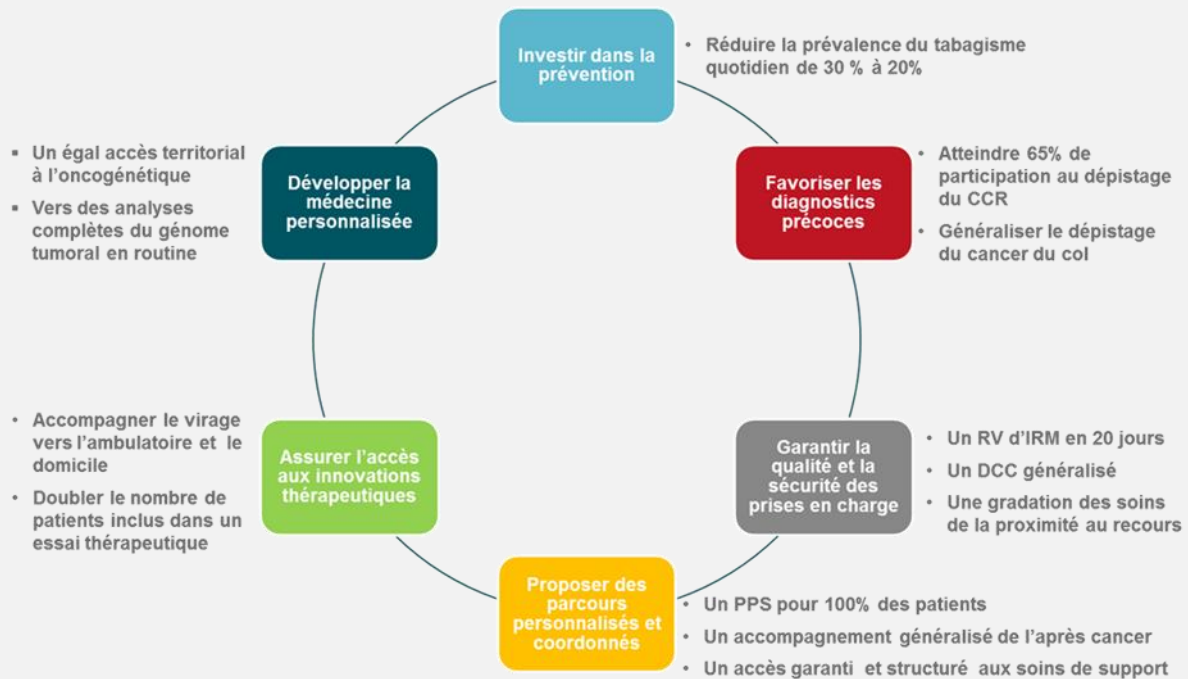 Investir dans la
prévention
• Réduire la prévalence du tabagisme
quotidien de 30 % à 20%
Favoriser les
diagnostics
précoces
• Atteindre 65% de
participation au dépistage
du CCR
• Généraliser le dépistage
du cancer du col
Garantir la
qualité et la
sécurité des
prises en charge
• Un RV d’IRM en 20 jours
• Un DCC généralisé
• Une gradation des soins
de la proximité au recours
Proposer des
parcours
personnalisés et
coordonnés
• Un PPS pour 100% des patients
• Un accompagnement généralisé de l’après cancer
• Un accès garanti et structuré aux soins de support
Assurer l’accès
aux innovations
thérapeutiques
• Accompagner le virage
vers l’ambulatoire et le
domicile
• Doubler le nombre de
patients inclus dans un
essai thérapeutique
Développer la
médecine
personnalisée
▪ Un égal accès territorial
à l’oncogénétique
▪ Vers des analyses
complètes du génome
tumoral en routine